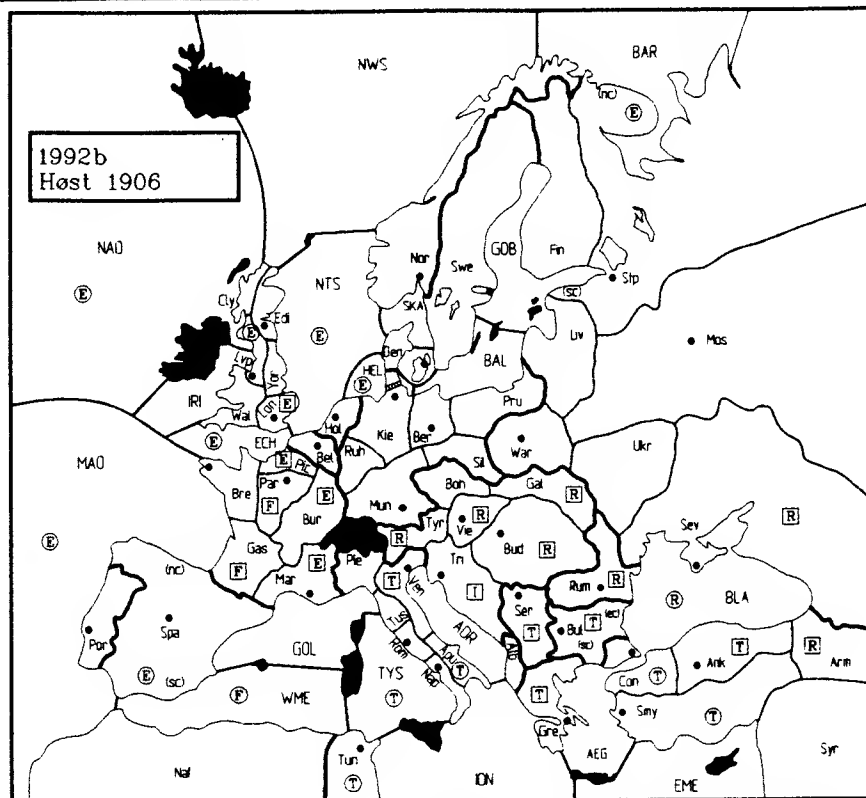 NWS
BAR
(nc)
E
1992b
Høst 1906
NAO
E
Nor
Swe
GOB
Fin
Stp
(sc)
NTS
E
SKA
Cly
E
Edi
Den
BAL
Liv
Mos
Lvp
Yor
HEL
E
IRI
Wal
Lon
E
Hol
Kie
Ber
Pru
War
Ukr
MAO
E
ECH
Bel
Ruh
Sil
E
Pic
Bre
Par
F
E
Bur
Mun
Boh
Gal
R
Sev
R
Tyr
R
Vie
R
Bud
R
Gas
F
Mar
E
Pie
T
Ven
Tri
I
Rum
R
BLA
R
(nc)
Por
Spa
E
(sc)
GOL
TUS
ADR
Ser
T
Bul
T
(ec)
(sc)
Rom
Alb
Apu
T
Nap
Con
T
Ank
T
Arm
R
WME
F
TYS
T
T
Gre
Smy
T
AEG
Syr
Naf
Tun
T
ION
EME